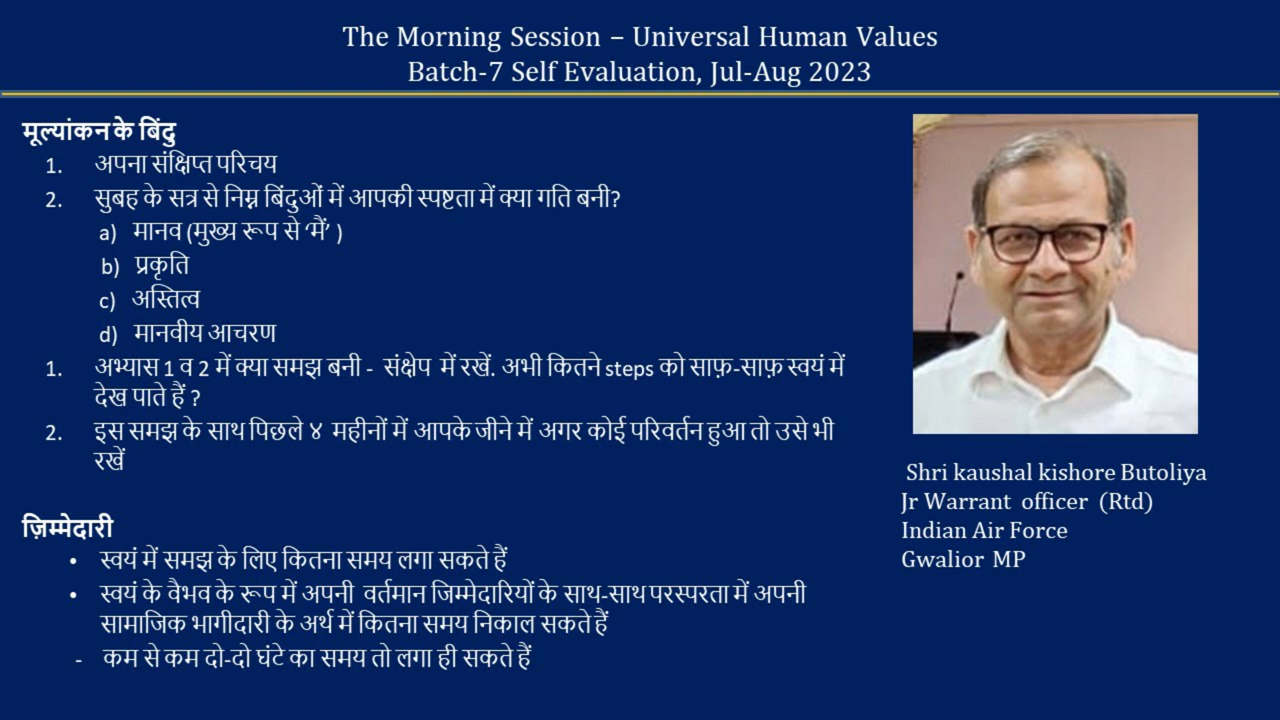 The Morning Session – Universal Human Values
Batch-7 Self Evaluation, Jul-Aug 2023
मूल्यांकन के बिंदु
1. अपना संक्षिप्त परिचय
2. सुबह के सत्र से निम्न बिंदुओं में आपकी स्पष्टता में क्या गति बनी?
a) मानव (मुख्य रूप से ‘मैं’ )
b) प्रकृति
c) अस्तित्व
d) मानवीय आचरण
1. अभ्यास 1 व 2 में क्या समझ बनी - संक्षेप में रखें. अभी कितने steps को साफ़-साफ़ स्वयं में
देख पाते हैं ?
2. इस समझ के साथ पिछले ४ महीनों में आपके जीने में अगर कोई परिवर्तन हुआ तो उसे भी
रखें
ज़िम्मेदारी
• स्वयं में समझ के लिए कितना समय लगा सकते हैं
• स्वयं के वैभव के रूप में अपनी वर्तमान जिम्मेदारियों के साथ-साथ परस्परता में अपनी
सामाजिक भागीदारी के अर्थ में कितना समय निकाल सकते हैं
- कम से कम दो-दो घंटे का समय तो लगा ही सकते हैं
Shri kaushal kishore Butoliya
Jr Warrant officer (Rtd)
Indian Air Force
Gwalior MP